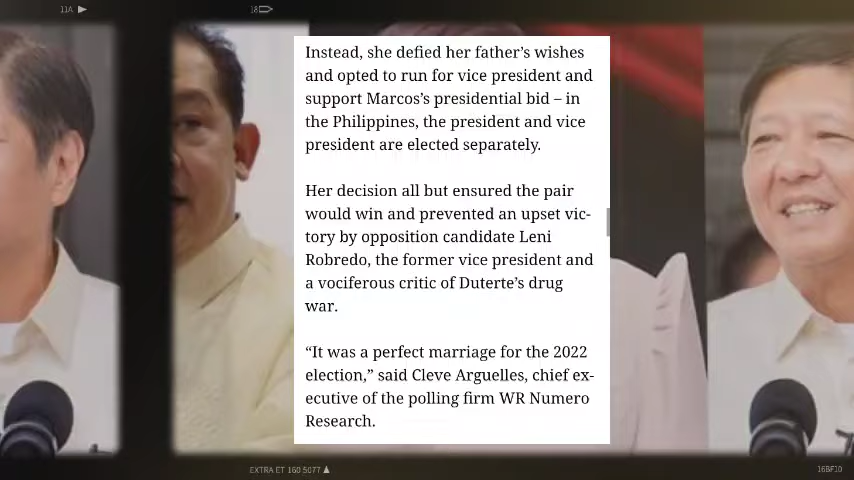 11A ▶
18
Instead, she defied her father’s wishes
and opted to run for vice president and
support Marcos’s presidential bid – in
the Philippines, the president and vice
president are elected separately.
Her decision all but ensured the pair
would win and prevented an upset vic-
tory by opposition candidate Leni
Robredo, the former vice president and
a vociferous critic of Duterte’s drug
war.
“It was a perfect marriage for the 2022
election,” said Cleve Arguelles, chief ex-
ecutive of the polling firm WR Numero
Research.
EXTRA ET 160 5077 ▲
16BF10